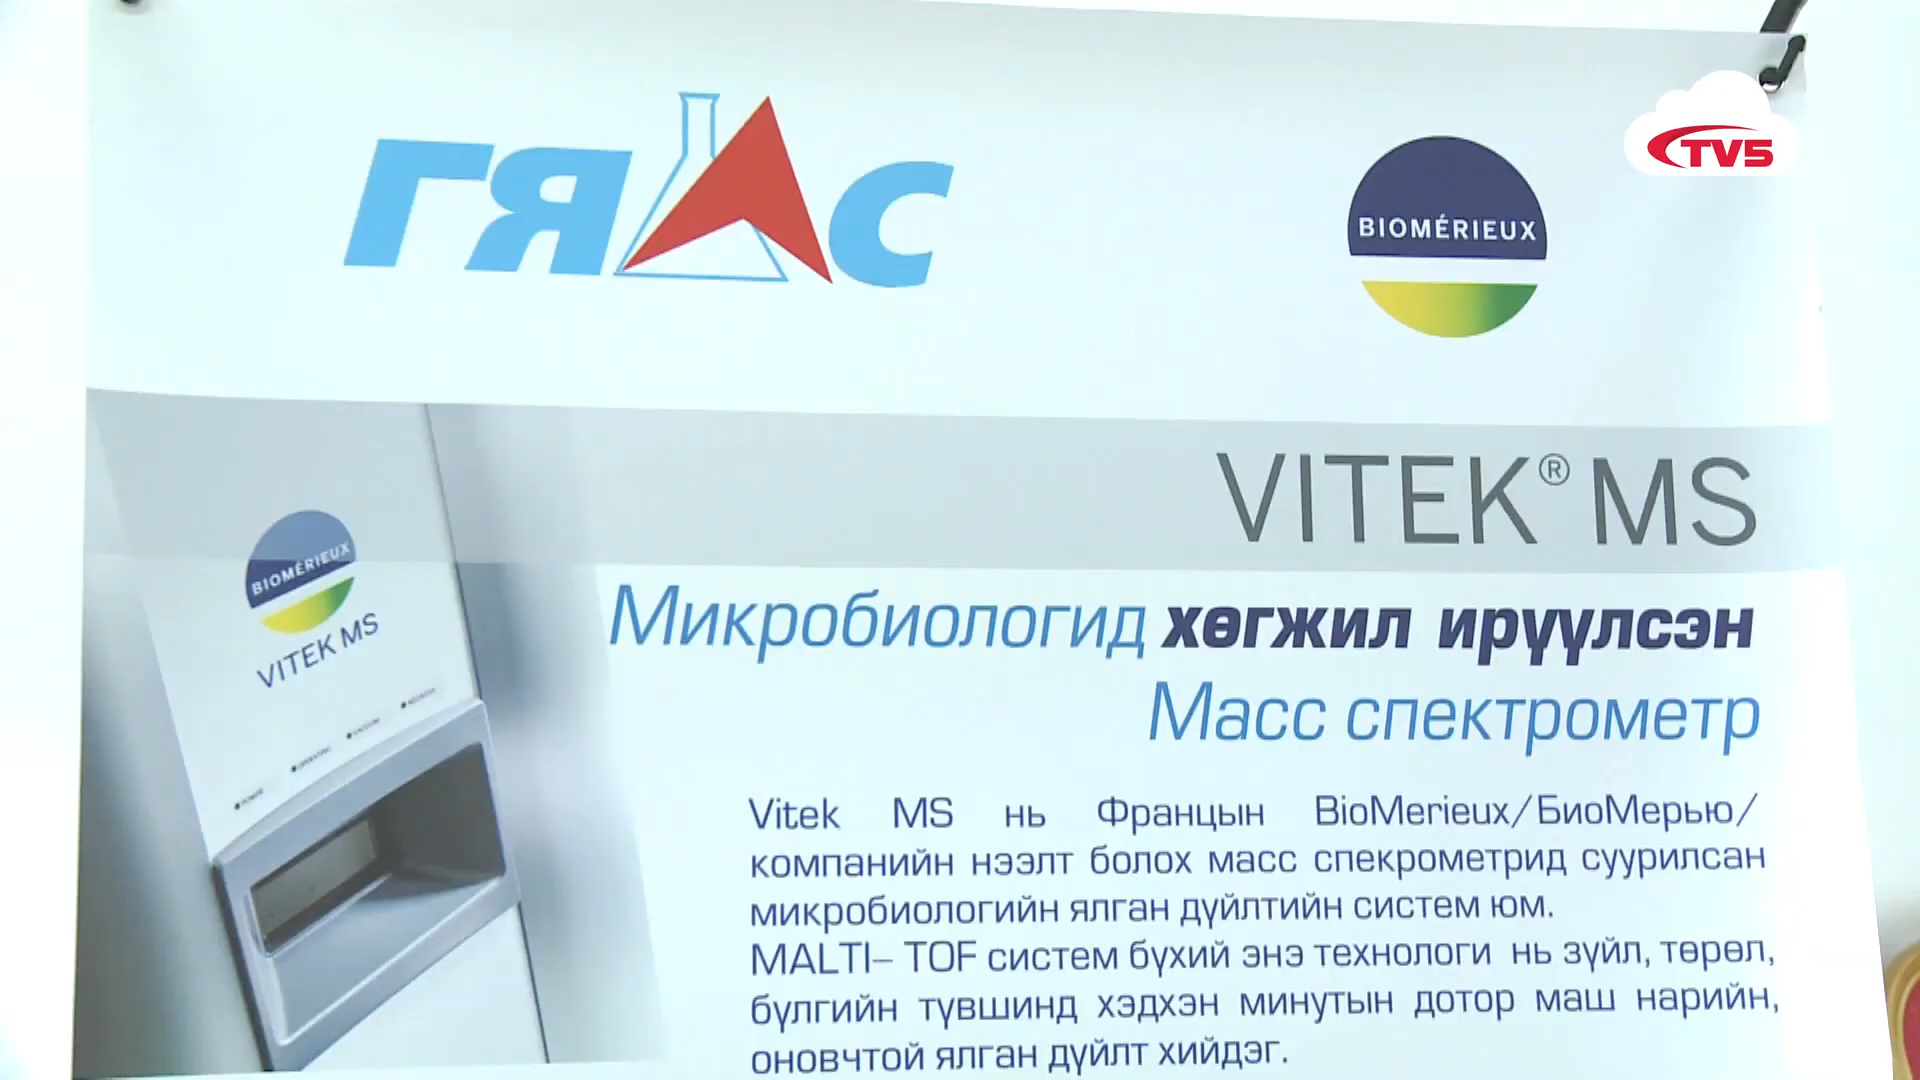 ГЯЛС
TV5
BIOMÉRIEUX
VITEK® MS
BIOMÉRIEUX
VITEK MS
Микробиологид хөгжил ирүүлсэн
Масс спектрометр
Vitek MS нь Францын BioMerieux/БиоМерью/
компанийн нээлт болох масс спекрометрид суурилсан
микробиологийн ялган дүйлтийн систем юм.
MALTI– TOF систем бүхий энэ технологи нь зүйл, төрөл,
бүлгийн түвшинд хэдхэн минутын дотор маш нарийн,
оновчтой ялган дүйлт хийдэг.